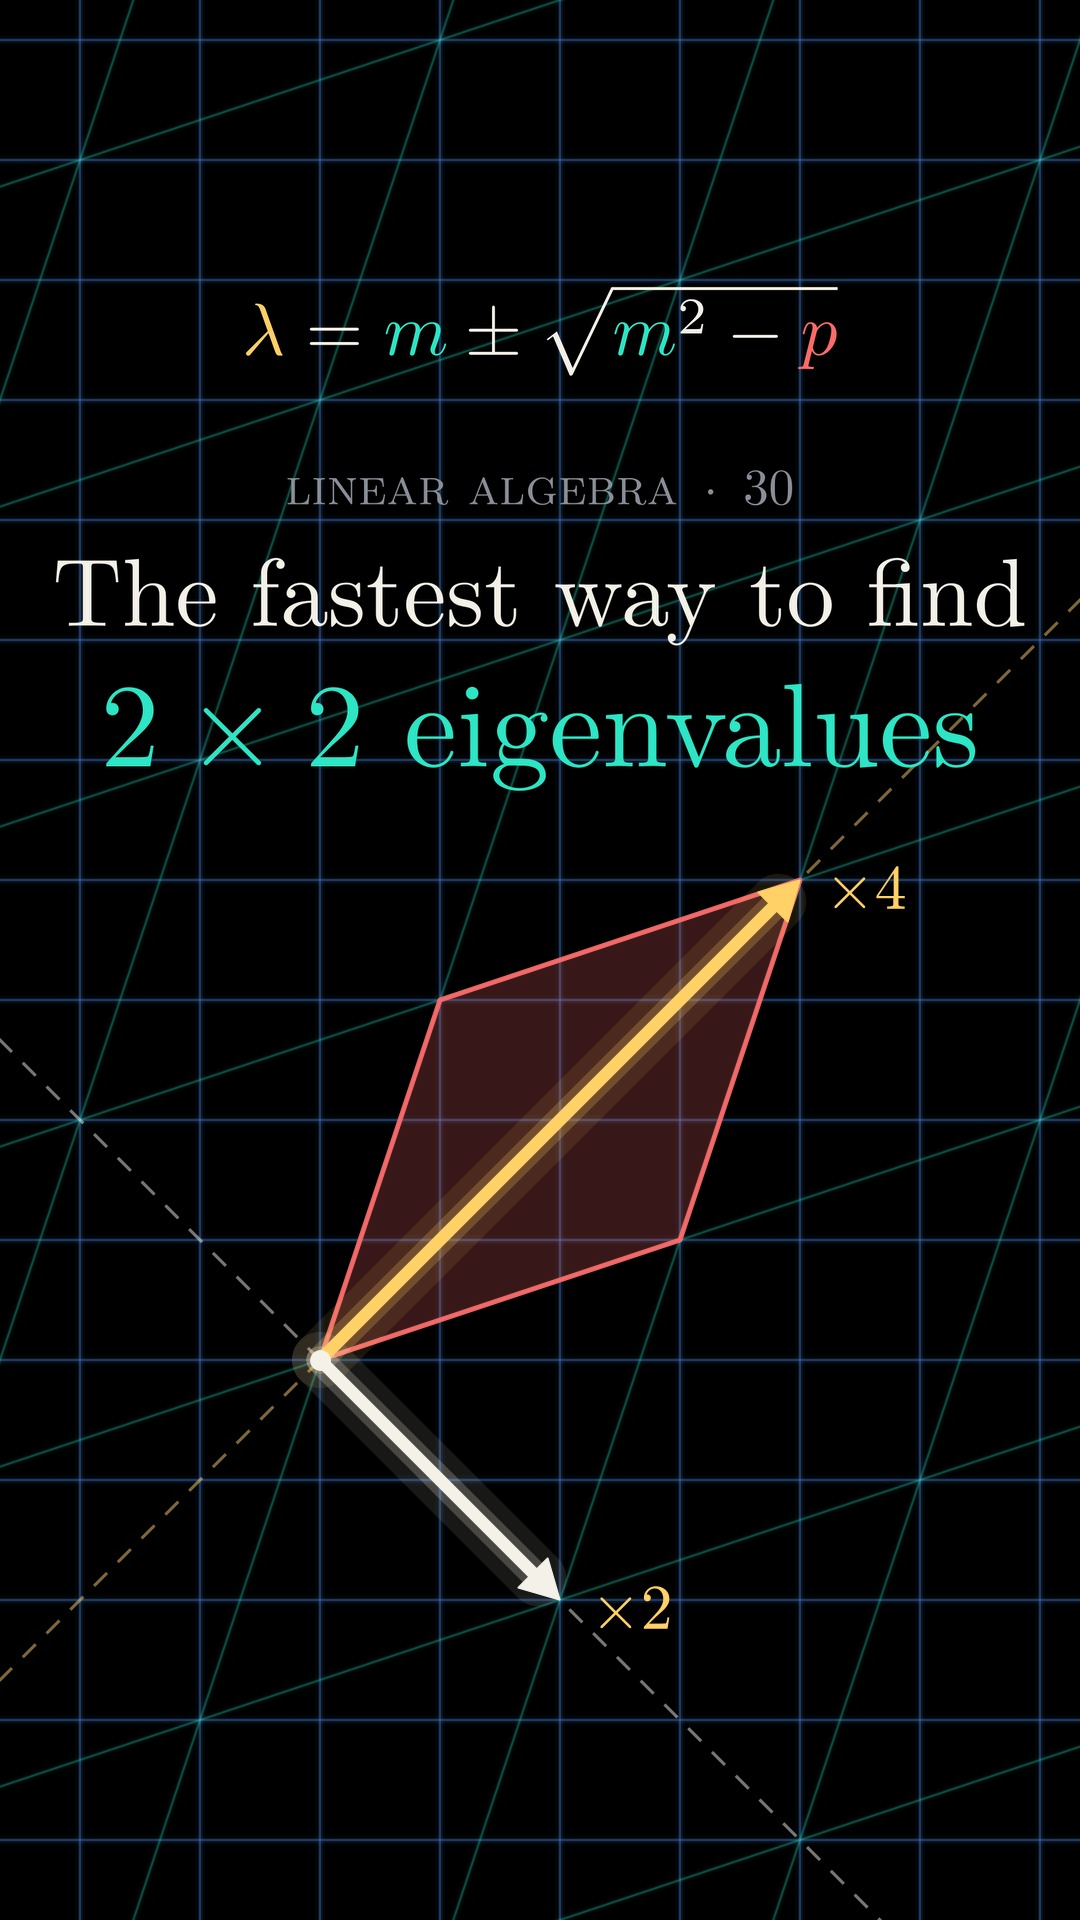 λ = m ± √(m² − p)
LINEAR ALGEBRA · 30
The fastest way to find
2 × 2 eigenvalues
×4
×2